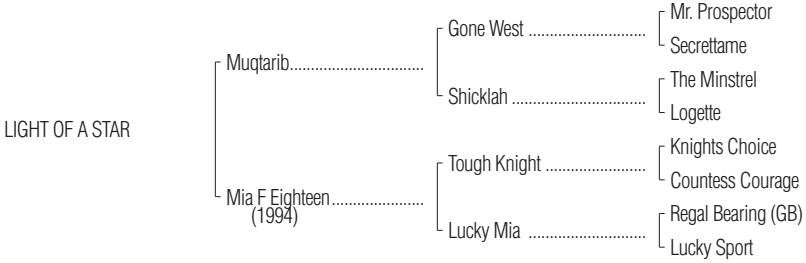 Mr. Prospector
Gone West ............................
Secrettame
Muqtarib................................
The Minstrel
Shicklah ................................
Logette
LIGHT OF A STAR
Knights Choice
Tough Knight ........................
Countess Courage
Mia F Eighteen......................
(1994)
Regal Bearing (GB)
Lucky Mia ............................
Lucky Sport